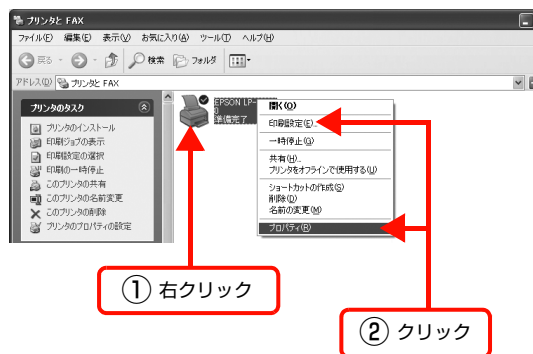 プリンタと FAX
ファイル(F) 編集(E) 表示(V) お気に入り(A) ツール(T) ヘルプ(H)
戻る 検索 フォルダ
アドレス(D) プリンタと FAX
プリンタのタスク
プリンタのインストール
印刷ジョブの表示
印刷設定の選択
印刷の一時停止
このプリンタの共有
このプリンタの名前変更
このプリンタの削除
プリンタのプロパティの設定
EPSON LP-
0
準備完了
開く(O)
印刷設定(E)...
一時停止(G)
共有(H)...
プリンタをオフラインで使用する(U)
ショートカットの作成(S)
削除(D)
名前の変更(M)
プロパティ(R)
① 右クリック
② クリック